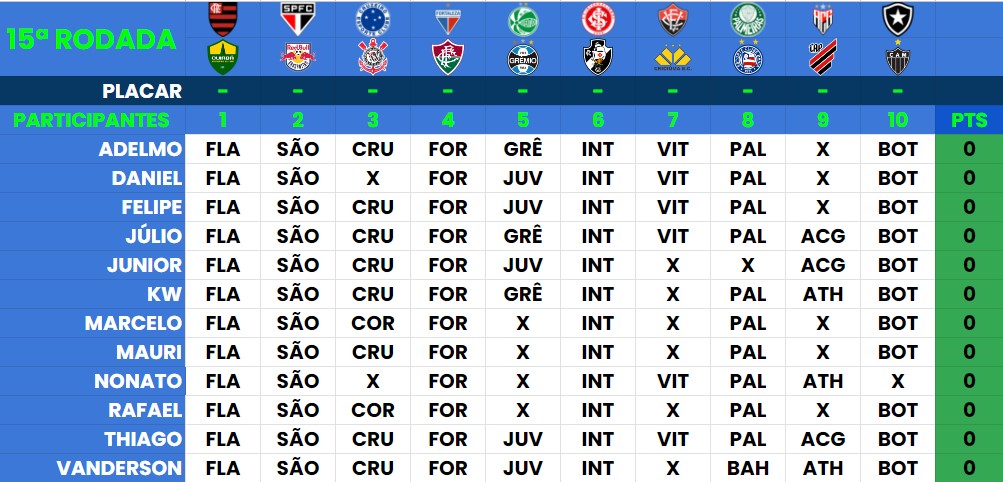 15ª RODADA
SPFC
CRUZEIRO
FORTALEZA
CUIABÁ
Red Bull
GRÊMIO
CRICIÚMA E.C.
CAP
CAM
PLACAR - - - - - - - - - -
PARTICIPANTES 1 2 3 4 5 6 7 8 9 10 PTS
ADELMO FLA SÃO CRU FOR GRÊ INT VIT PAL X BOT 0
DANIEL FLA SÃO X FOR JUV INT VIT PAL X BOT 0
FELIPE FLA SÃO CRU FOR JUV INT VIT PAL X BOT 0
JÚLIO FLA SÃO CRU FOR GRÊ INT VIT PAL ACG BOT 0
JUNIOR FLA SÃO CRU FOR JUV INT X X ACG BOT 0
KW FLA SÃO CRU FOR GRÊ INT X PAL ATH BOT 0
MARCELO FLA SÃO COR FOR X INT X PAL X BOT 0
MAURI FLA SÃO CRU FOR X INT X PAL X BOT 0
NONATO FLA SÃO X FOR X INT VIT PAL ATH X 0
RAFAEL FLA SÃO COR FOR X INT X PAL X BOT 0
THIAGO FLA SÃO CRU FOR JUV INT VIT PAL ACG BOT 0
VANDERSON FLA SÃO CRU FOR JUV INT X BAH ATH BOT 0